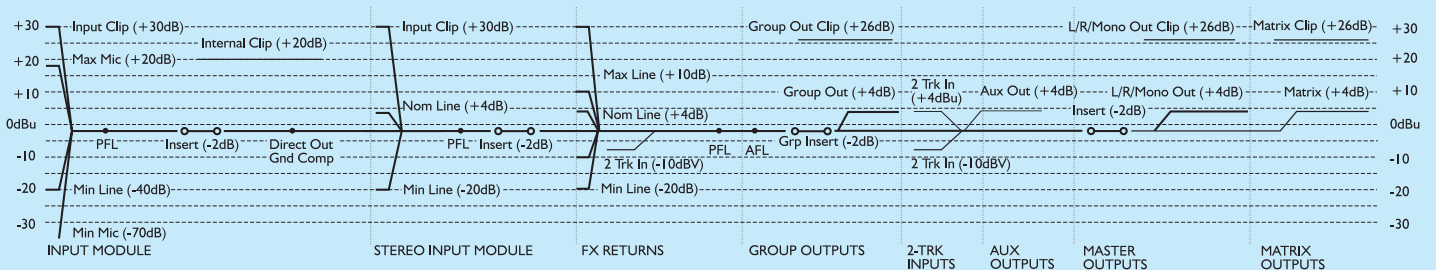 +30
+20
+10
0dBu
-10
-20
-30
Input Clip (+30dB)
Internal Clip (+20dB)
Max Mic (+20dB)
PFL
Insert (-2dB)
Direct Out
Gnd Comp
Min Line (-40dB)
Min Mic (-70dB)
INPUT MODULE
Input Clip (+30dB)
Nom Line (+4dB)
PFL
Insert (-2dB)
Min Line (-20dB)
STEREO INPUT MODULE
Max Line (+10dB)
Nom Line (+4dB)
2 Trk In (-10dBV)
PFL
AFL
Min Line (-20dB)
FX RETURNS
Group Out Clip (+26dB)
Group Out (+4dB)
Grp Insert (-2dB)
GROUP OUTPUTS
2 Trk In
(+4dBu)
2 Trk In (-10dBV)
2-TRK
INPUTS
Aux Out (+4dB)
AUX
OUTPUTS
L/R/Mono Out Clip (+26dB)
L/R/Mono Out (+4dB)
Insert (-2dB)
MASTER
OUTPUTS
Matrix Clip (+26dB)
Matrix (+4dB)
MATRIX
OUTPUTS
+30
+20
+10
0dBu
-10
-20
-30